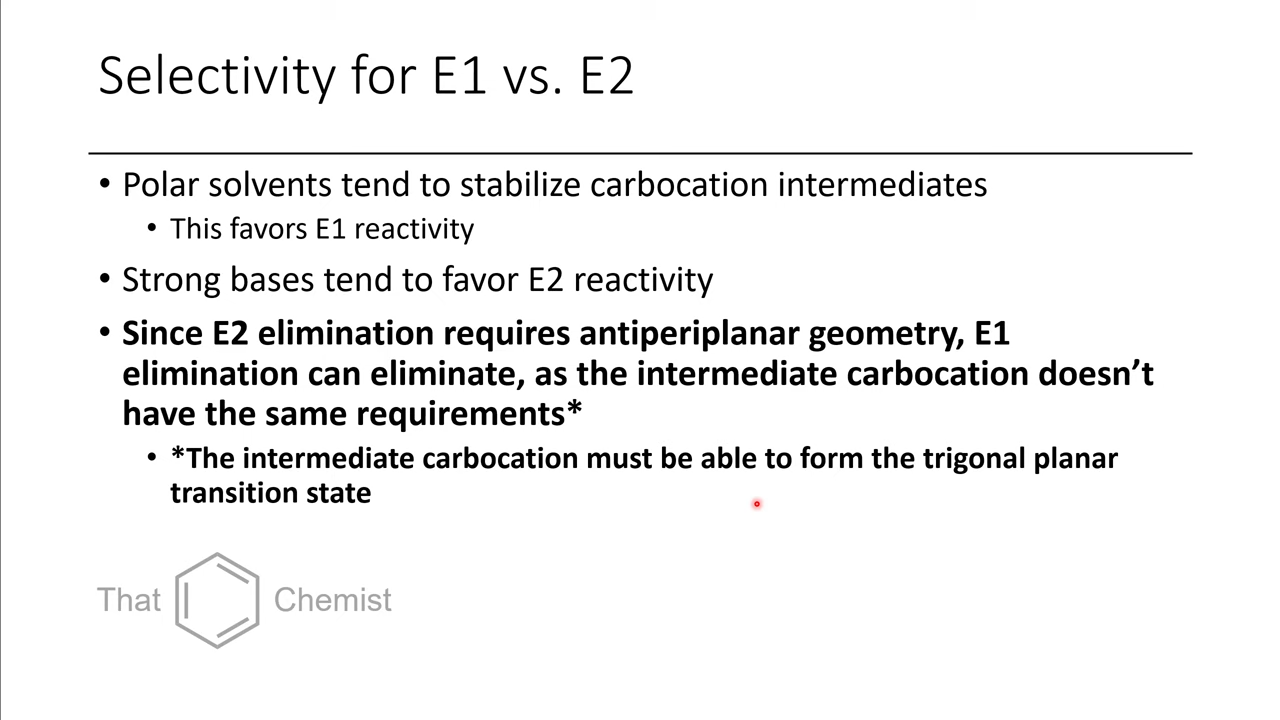 Selectivity for E1 vs. E2
• Polar solvents tend to stabilize carbocation intermediates
• This favors E1 reactivity
• Strong bases tend to favor E2 reactivity
• Since E2 elimination requires antiperiplanar geometry, E1
elimination can eliminate, as the intermediate carbocation doesn’t
have the same requirements*
• *The intermediate carbocation must be able to form the trigonal planar
transition state
That Chemist